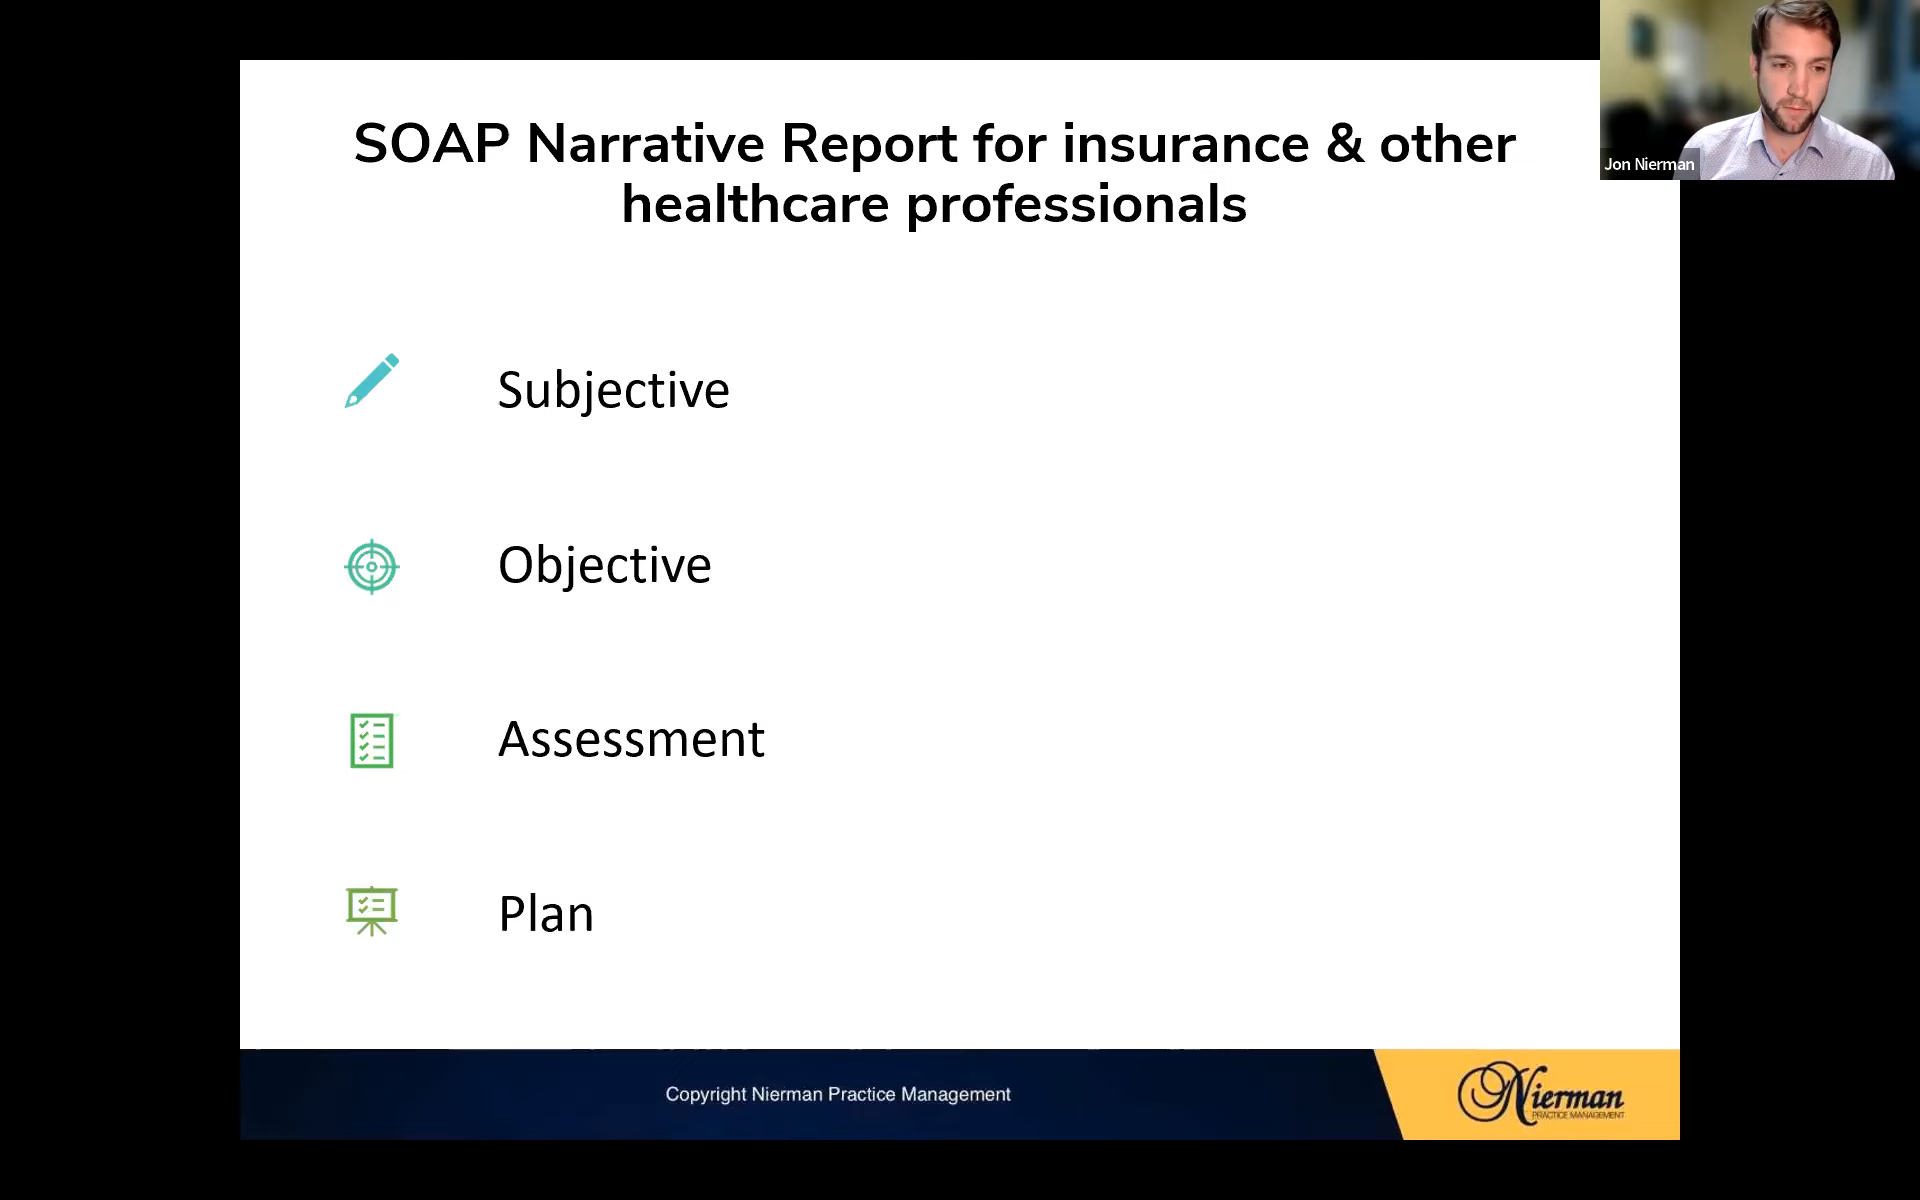 SOAP Narrative Report for insurance & other
healthcare professionals
Jon Nierman
Subjective
Objective
Assessment
Plan
Copyright Nierman Practice Management
Nierman
PRACTICE MANAGEMENT